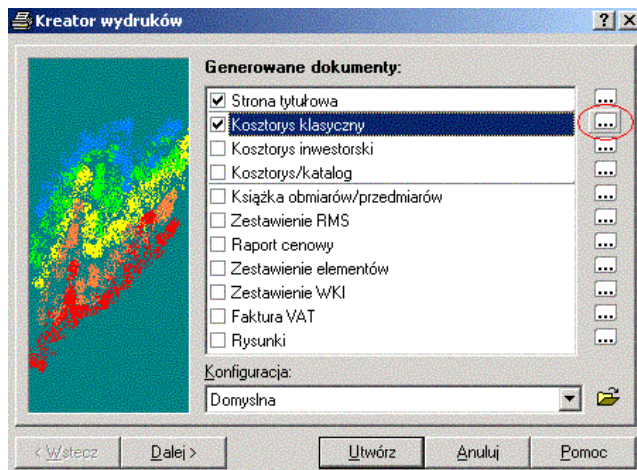 Kreator wydruków
Generowane dokumenty:
Strona tytułowa
Kosztorys klasyczny
Kosztorys inwestorski
Kosztorys/katalog
Książka obmiarów/przedmiarów
Zestawienie RMS
Raport cenowy
Zestawienie elementów
Zestawienie WKI
Faktura VAT
Rysunki
Konfiguracja:
Domyslna
< Wstecz Dalej > Utwórz Anuluj Pomoc